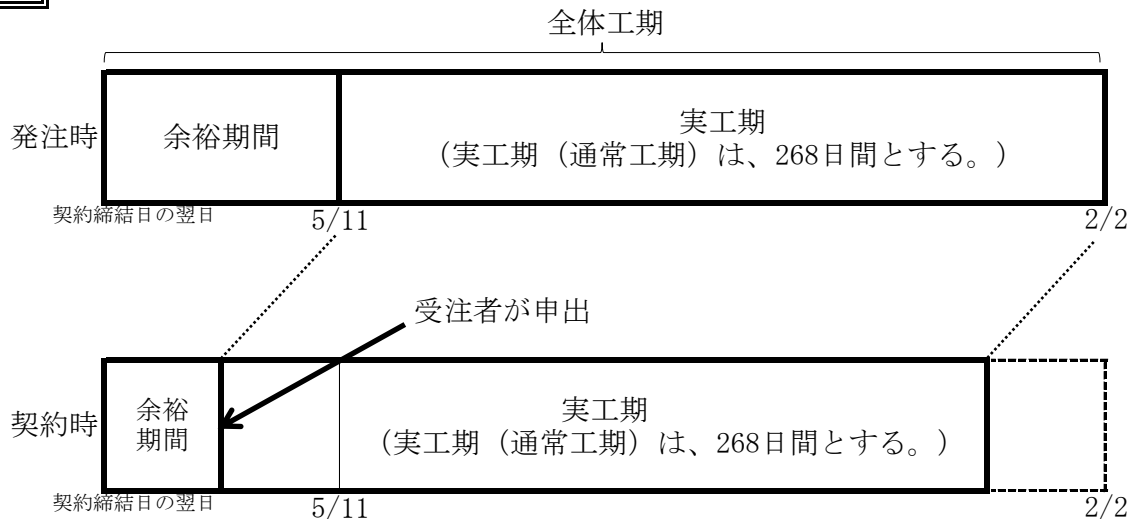 全体工期
発注時
余裕期間
実工期
(実工期(通常工期)は、268日間とする。)
契約締結日の翌日
5/11
2/2
受注者が申出
契約時
余裕
期間
実工期
(実工期(通常工期)は、268日間とする。)
契約締結日の翌日
5/11
2/2